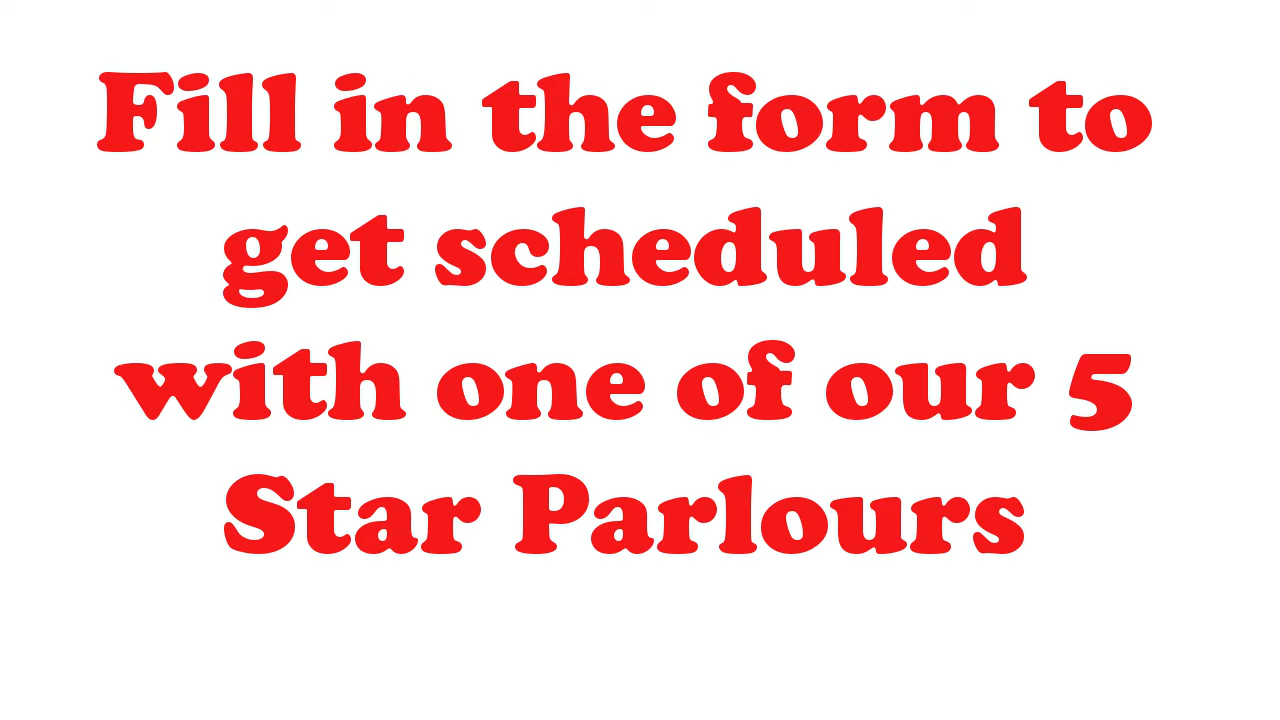 Fill in the form to
get scheduled
with one of our 5
Star Parlours